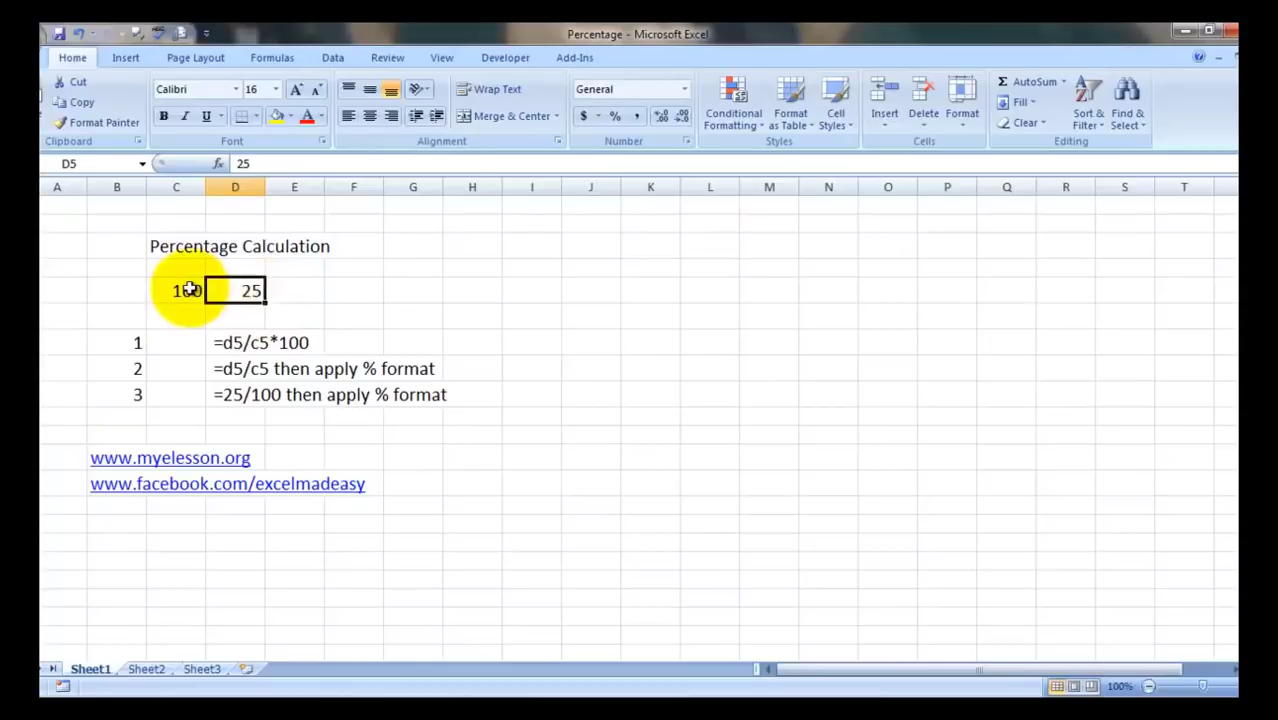 Percentage - Microsoft Excel
Home Insert Page Layout Formulas Data Review View Developer Add-Ins
Cut
Copy
Format Painter
Calibri 16
B I U
Wrap Text
Merge & Center
General
$ % ,
Conditional Formatting
Format as Table
Cell Styles
Insert
Delete
Format
Σ AutoSum
Fill
Clear
Sort & Filter
Find & Select
Clipboard Font Alignment Number Styles Cells Editing
D5 fx 25
A B C D E F G H I J K L M N O P Q R S T
Percentage Calculation
100 25
1 =d5/c5*100
2 =d5/c5 then apply % format
3 =25/100 then apply % format
www.myelesson.org
www.facebook.com/excelmadeasy
Sheet1 Sheet2 Sheet3
100%